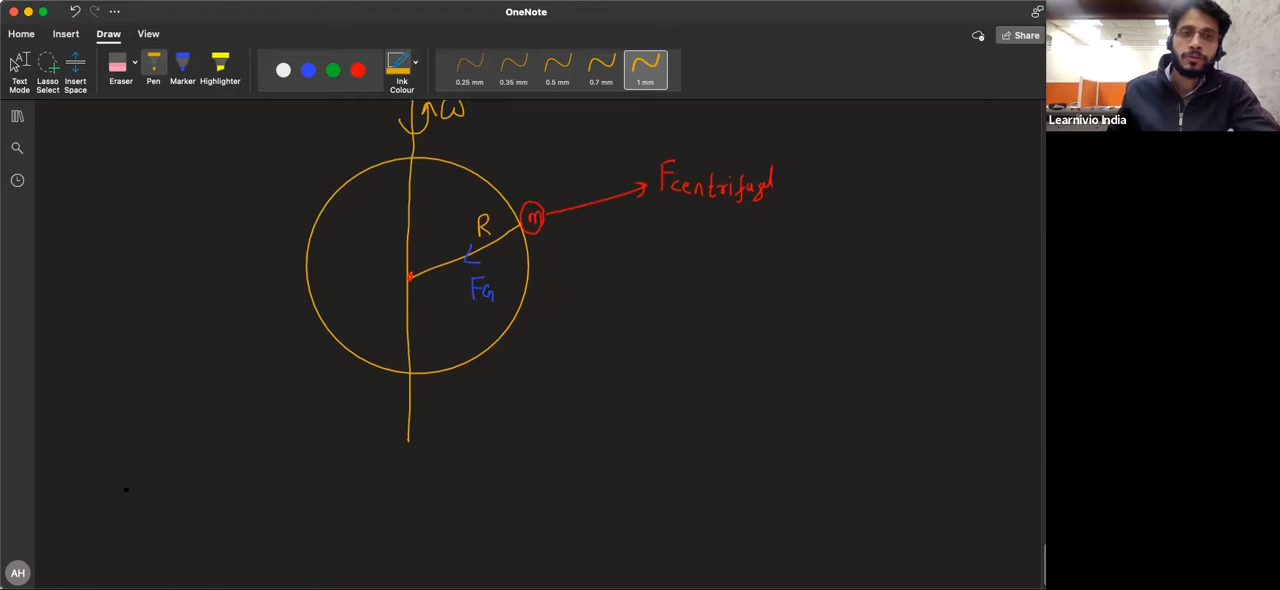 OneNote
Home Insert Draw View
Share
Text Mode
Lasso Select
Insert Space
Eraser
Pen
Marker
Highlighter
Ink Colour
0.25 mm
0.35 mm
0.5 mm
0.7 mm
1 mm
Learnivio India
ω
Fcentrifugal
m
R
FG
AH